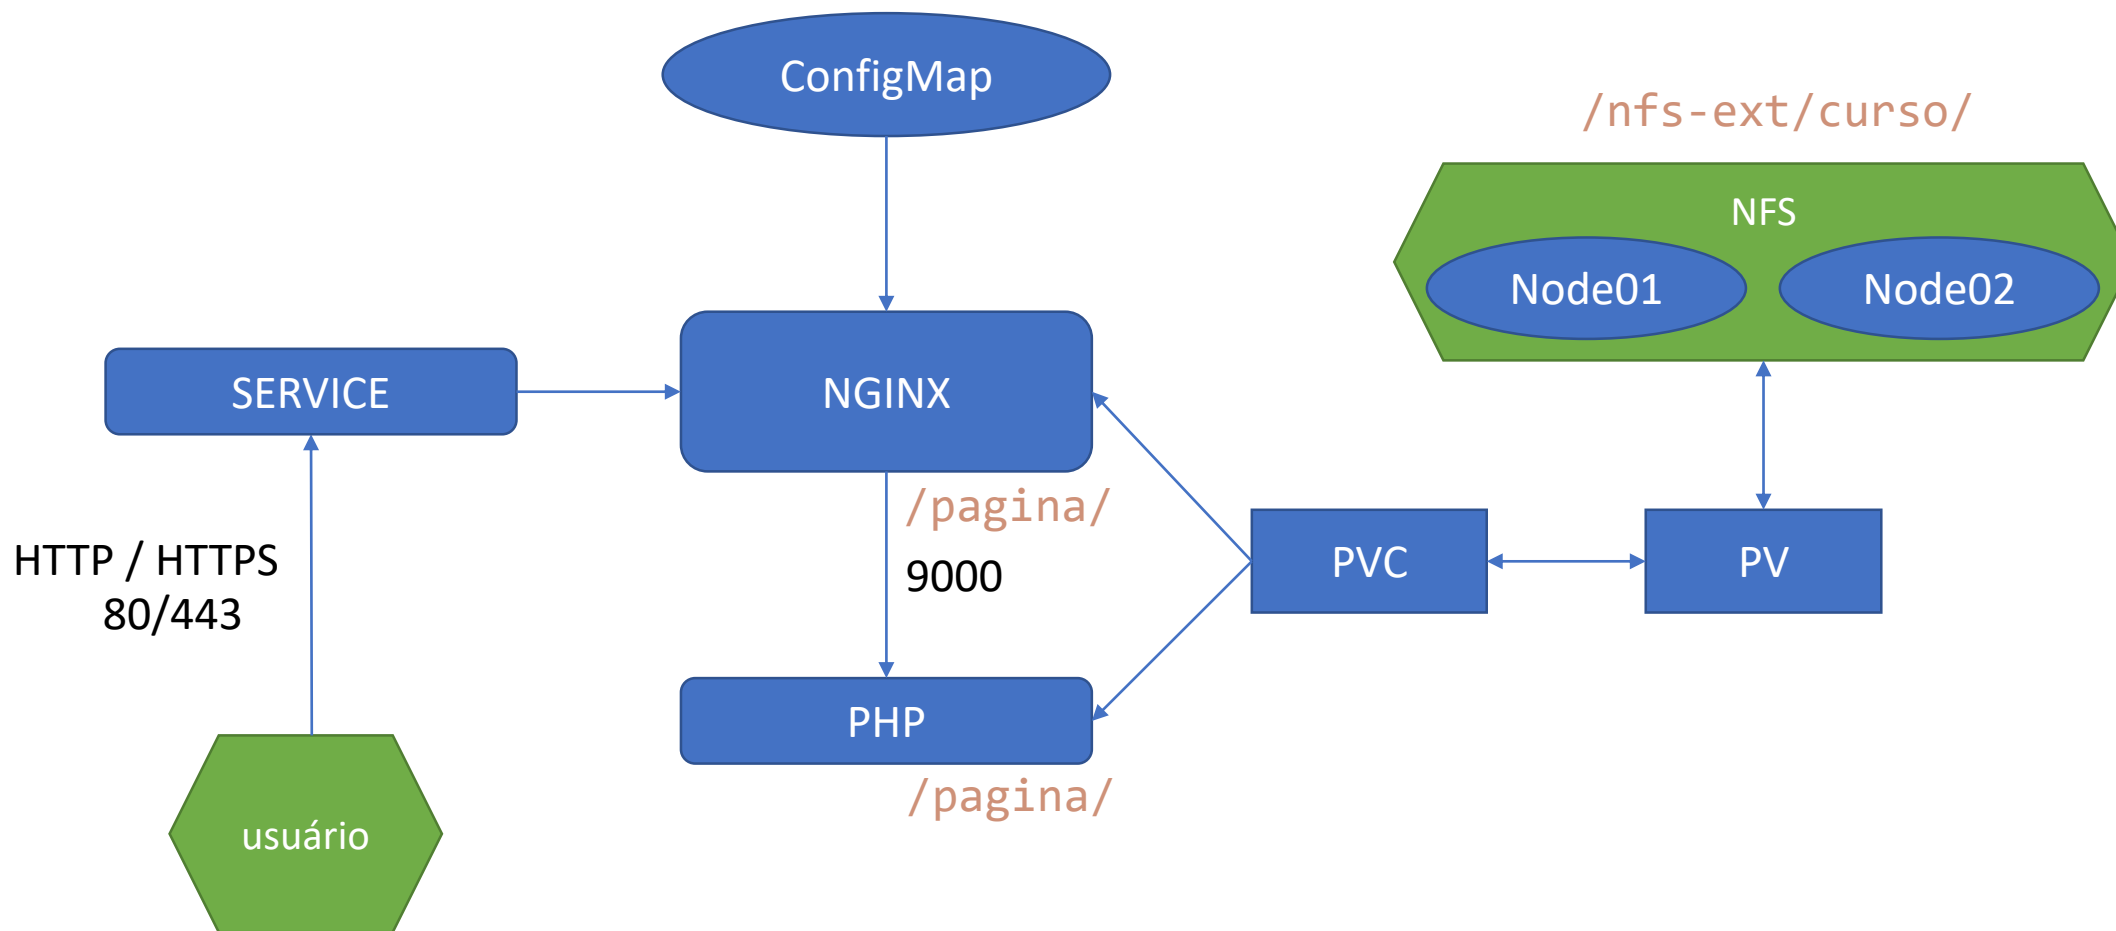 ConfigMap
/nfs-ext/curso/
NFS
Node01
Node02
SERVICE
NGINX
/pagina/
9000
HTTP / HTTPS
80/443
PVC
PV
PHP
/pagina/
usuário